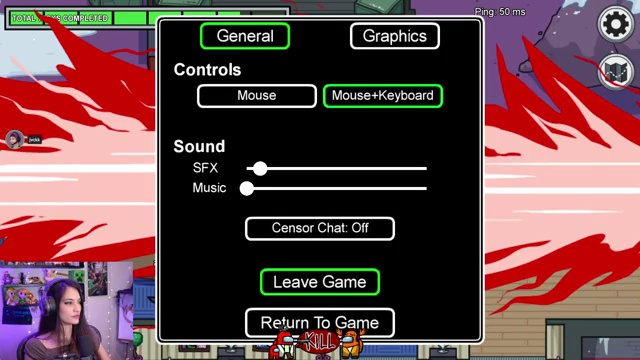 TOTAL TASKS COMPLETED
Ping: 50 ms
General
Graphics
Controls
Mouse
Mouse+Keyboard
Sound
SFX
Music
Censor Chat: Off
Leave Game
Return To Game
KILL